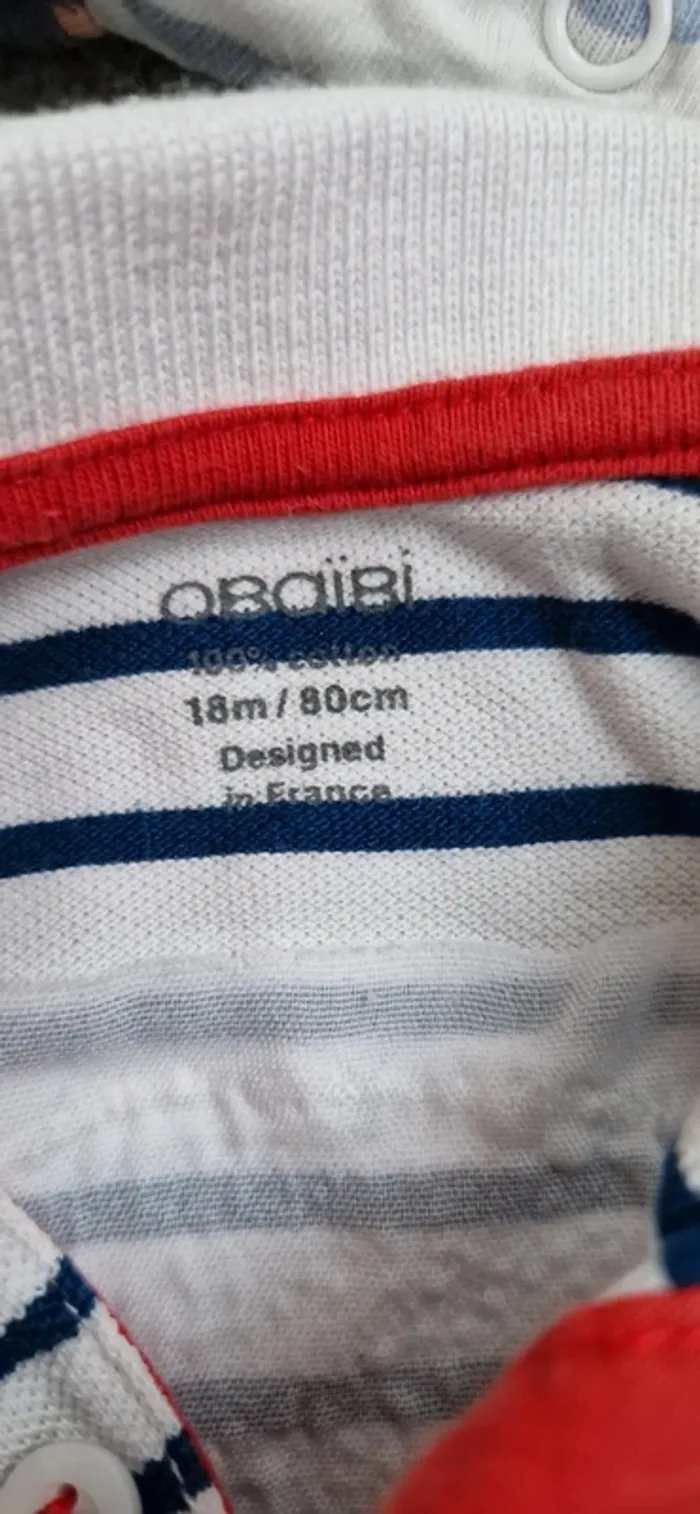 OBaïBi
100% cotton
18m / 80cm
Designed
in France